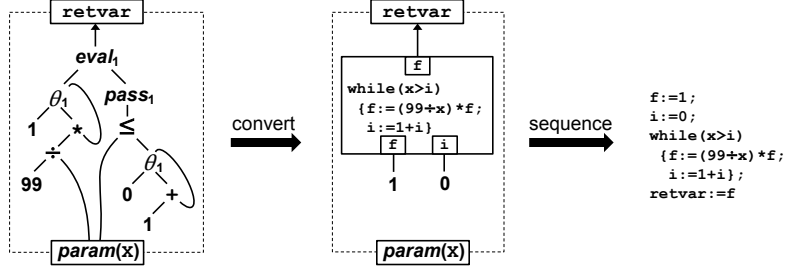 retvar
eval₁
θ₁
pass₁
1
*
≤
÷
99
θ₁
0
+
1
param(x)
convert
retvar
f
while(x>i)
{f:=(99÷x)*f;
i:=1+i}
f
i
1
0
param(x)
sequence
f:=1;
i:=0;
while(x>i)
{f:=(99÷x)*f;
i:=1+i};
retvar:=f